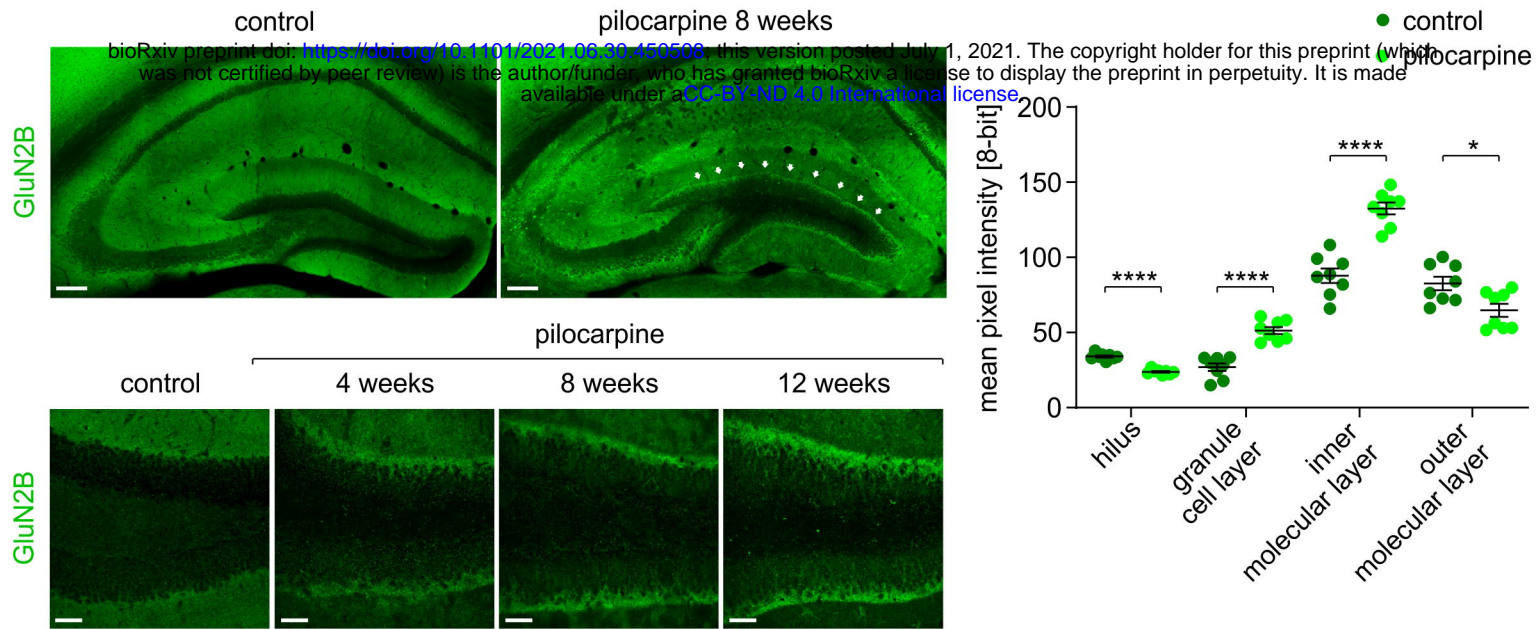 control
pilocarpine 8 weeks
control
pilocarpine
bioRxiv preprint doi: https://doi.org/10.1101/2021.06.30.450508; this version posted July 1, 2021. The copyright holder for this preprint (which
was not certified by peer review) is the author/funder, who has granted bioRxiv a license to display the preprint in perpetuity. It is made
available under aCC-BY-ND 4.0 International license.
GluN2B
pilocarpine
control
4 weeks
8 weeks
12 weeks
GluN2B
mean pixel intensity [8-bit]
200
150
100
50
0
****
****
****
*
hilus
granule
cell layer
inner
molecular layer
outer
molecular layer